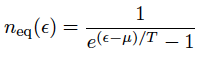 n_eq(ϵ) = 1 / (e^{(ϵ−μ)/T} − 1)